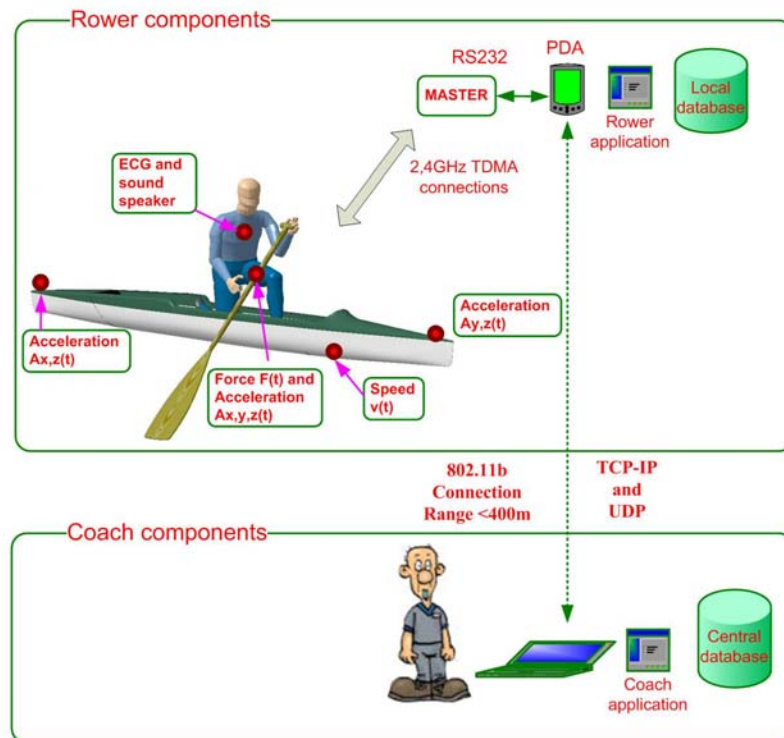 Rower components
RS232
PDA
MASTER
Rower
application
Local
database
2,4GHz TDMA
connections
ECG and
sound
speaker
Acceleration
Ax,z(t)
Force F(t) and
Acceleration
Ax,y,z(t)
Speed
v(t)
Acceleration
Ay,z(t)
802.11b
Connection
Range <400m
TCP-IP
and
UDP
Coach components
Coach
application
Central
database